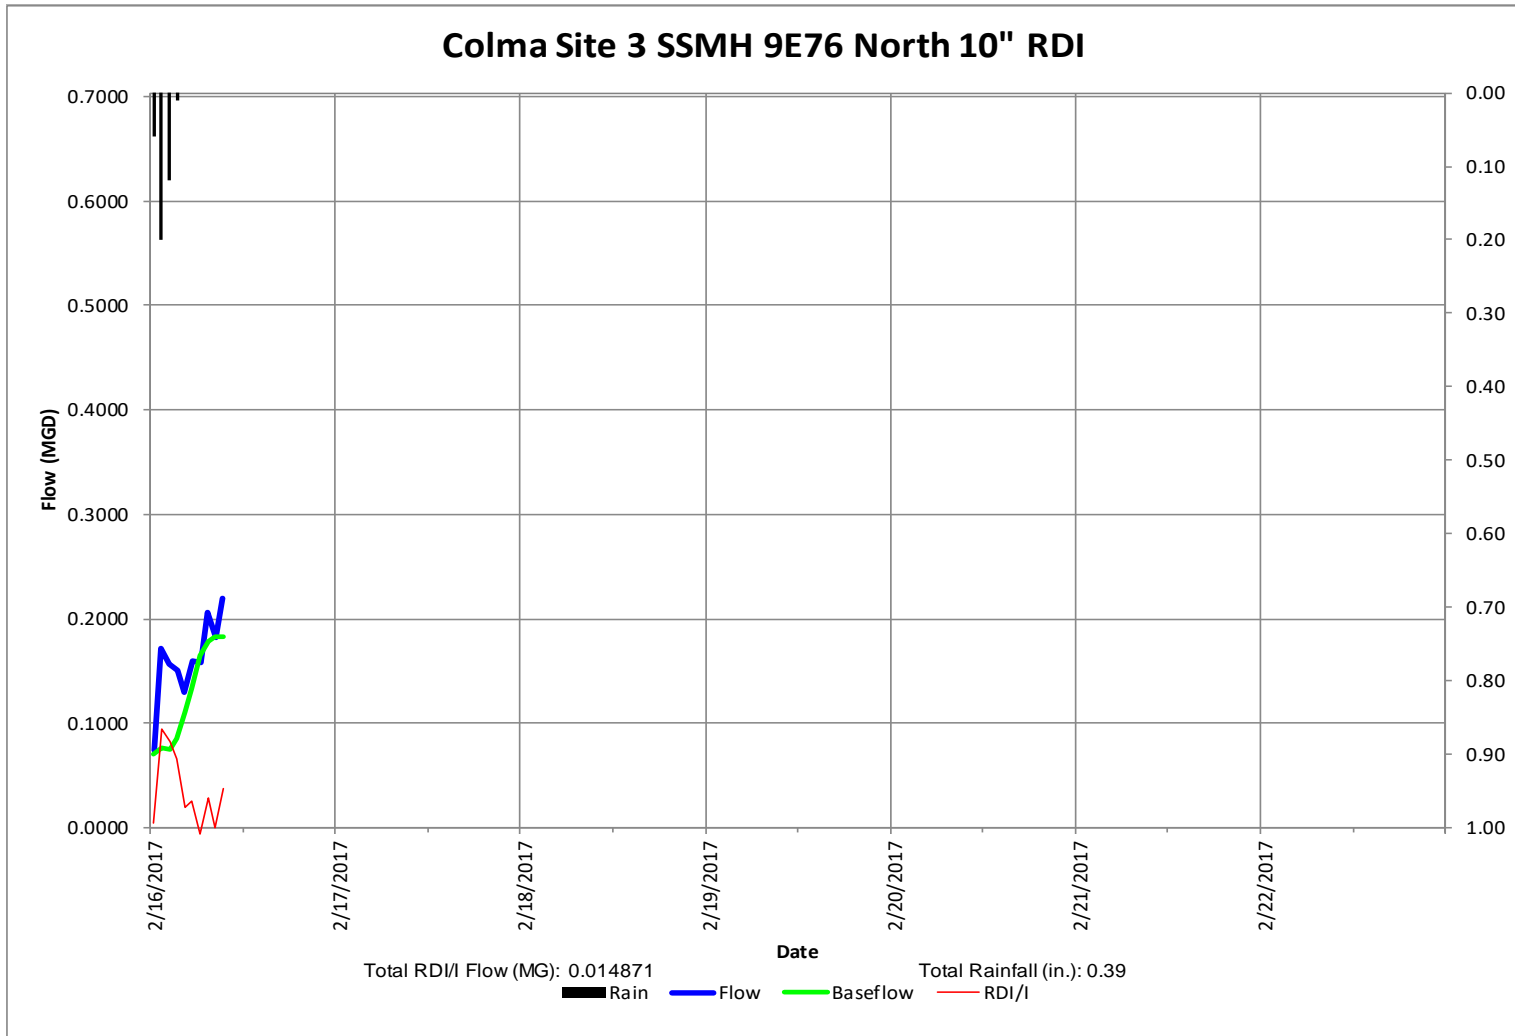 Colma Site 3 SSMH 9E76 North 10" RDI
0.7000
0.6000
0.5000
0.4000
0.3000
0.2000
0.1000
0.0000
Flow (MGD)
0.00
0.10
0.20
0.30
0.40
0.50
0.60
0.70
0.80
0.90
1.00
2/16/2017
2/17/2017
2/18/2017
2/19/2017
2/20/2017
2/21/2017
2/22/2017
Date
Total RDI/I Flow (MG): 0.014871
Total Rainfall (in.): 0.39
Rain
Flow
Baseflow
RDI/I